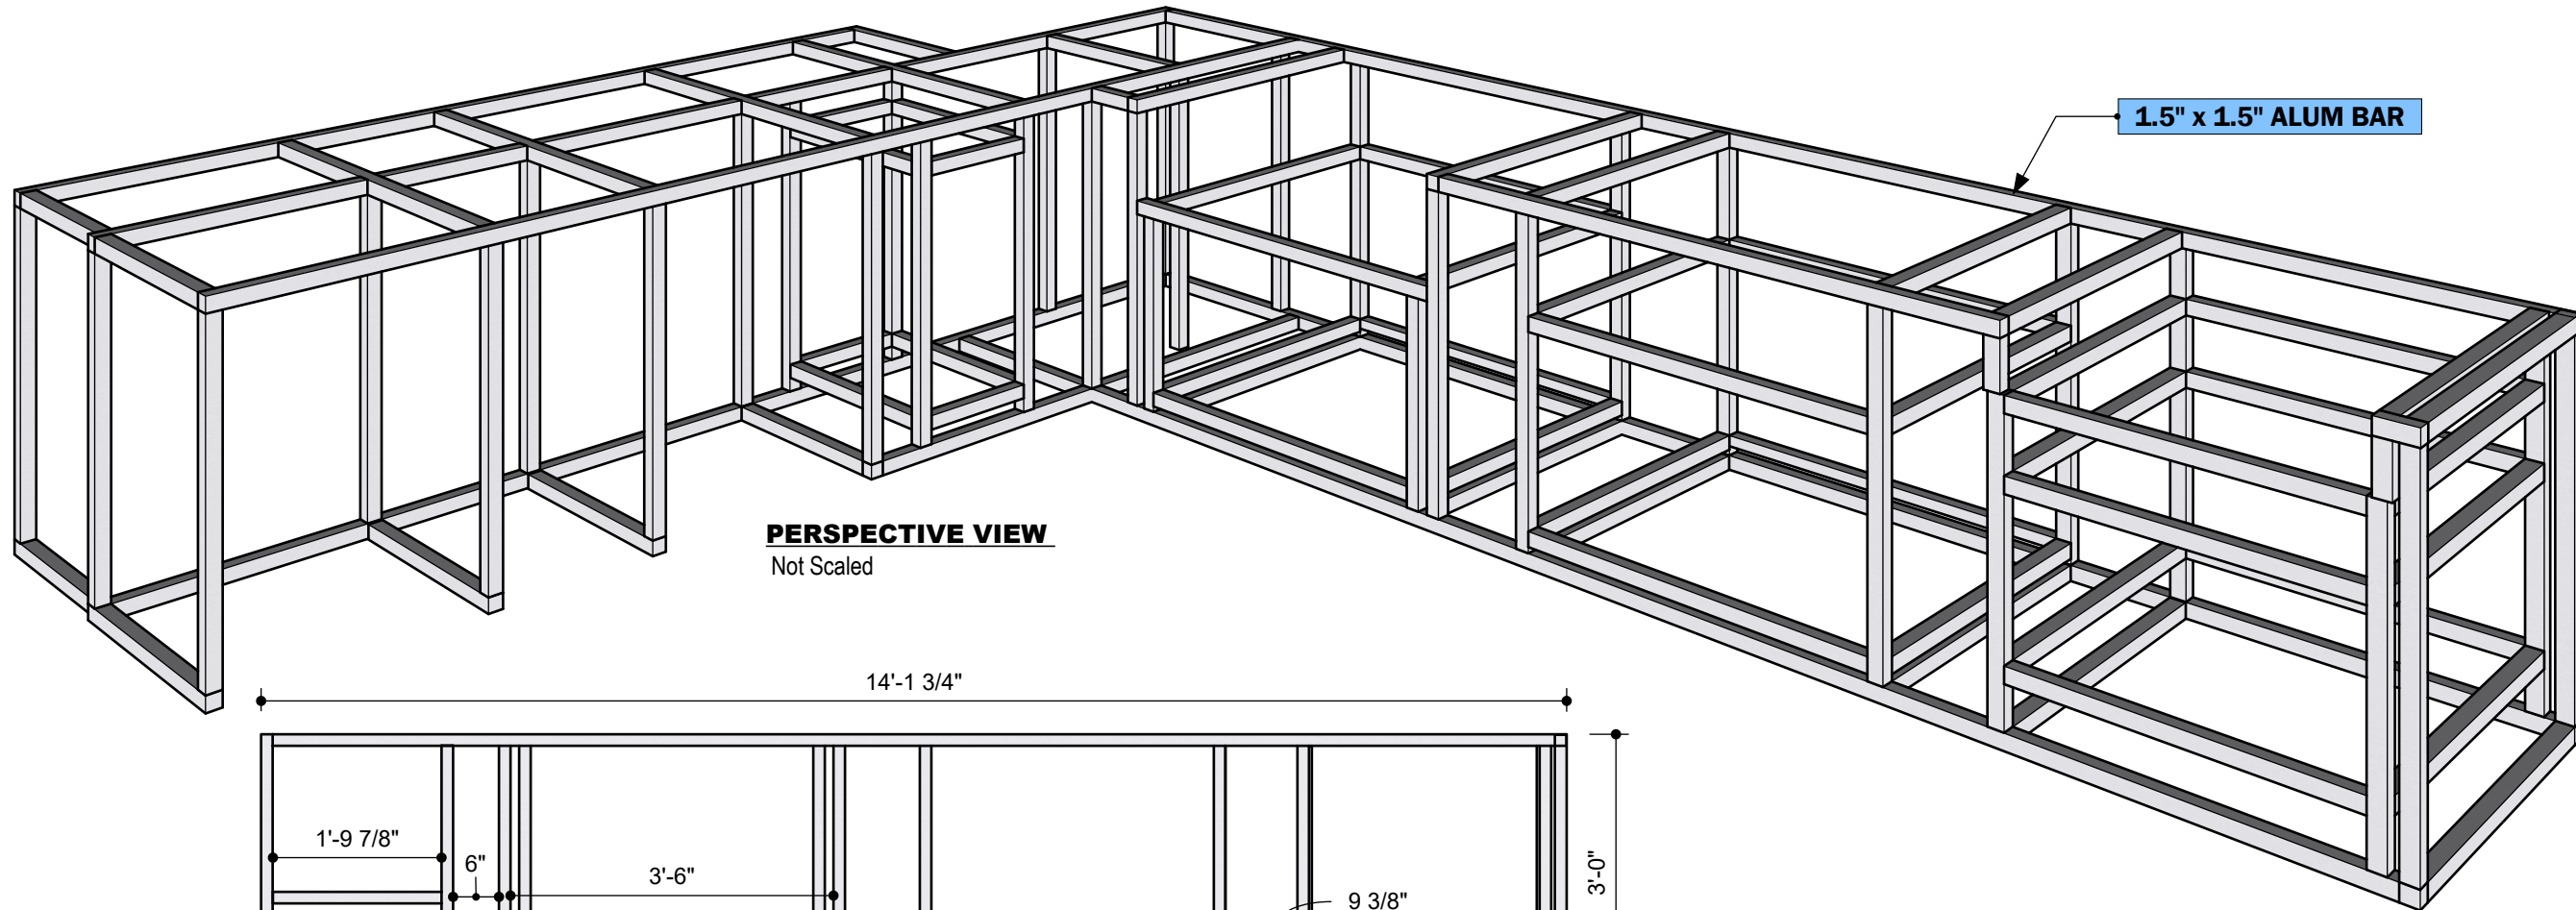 1.5" x 1.5" ALUM BAR
PERSPECTIVE VIEW
Not Scaled
14'-1 3/4"
1'-9 7/8"
6"
3'-6"
9 3/8"
3'-0"